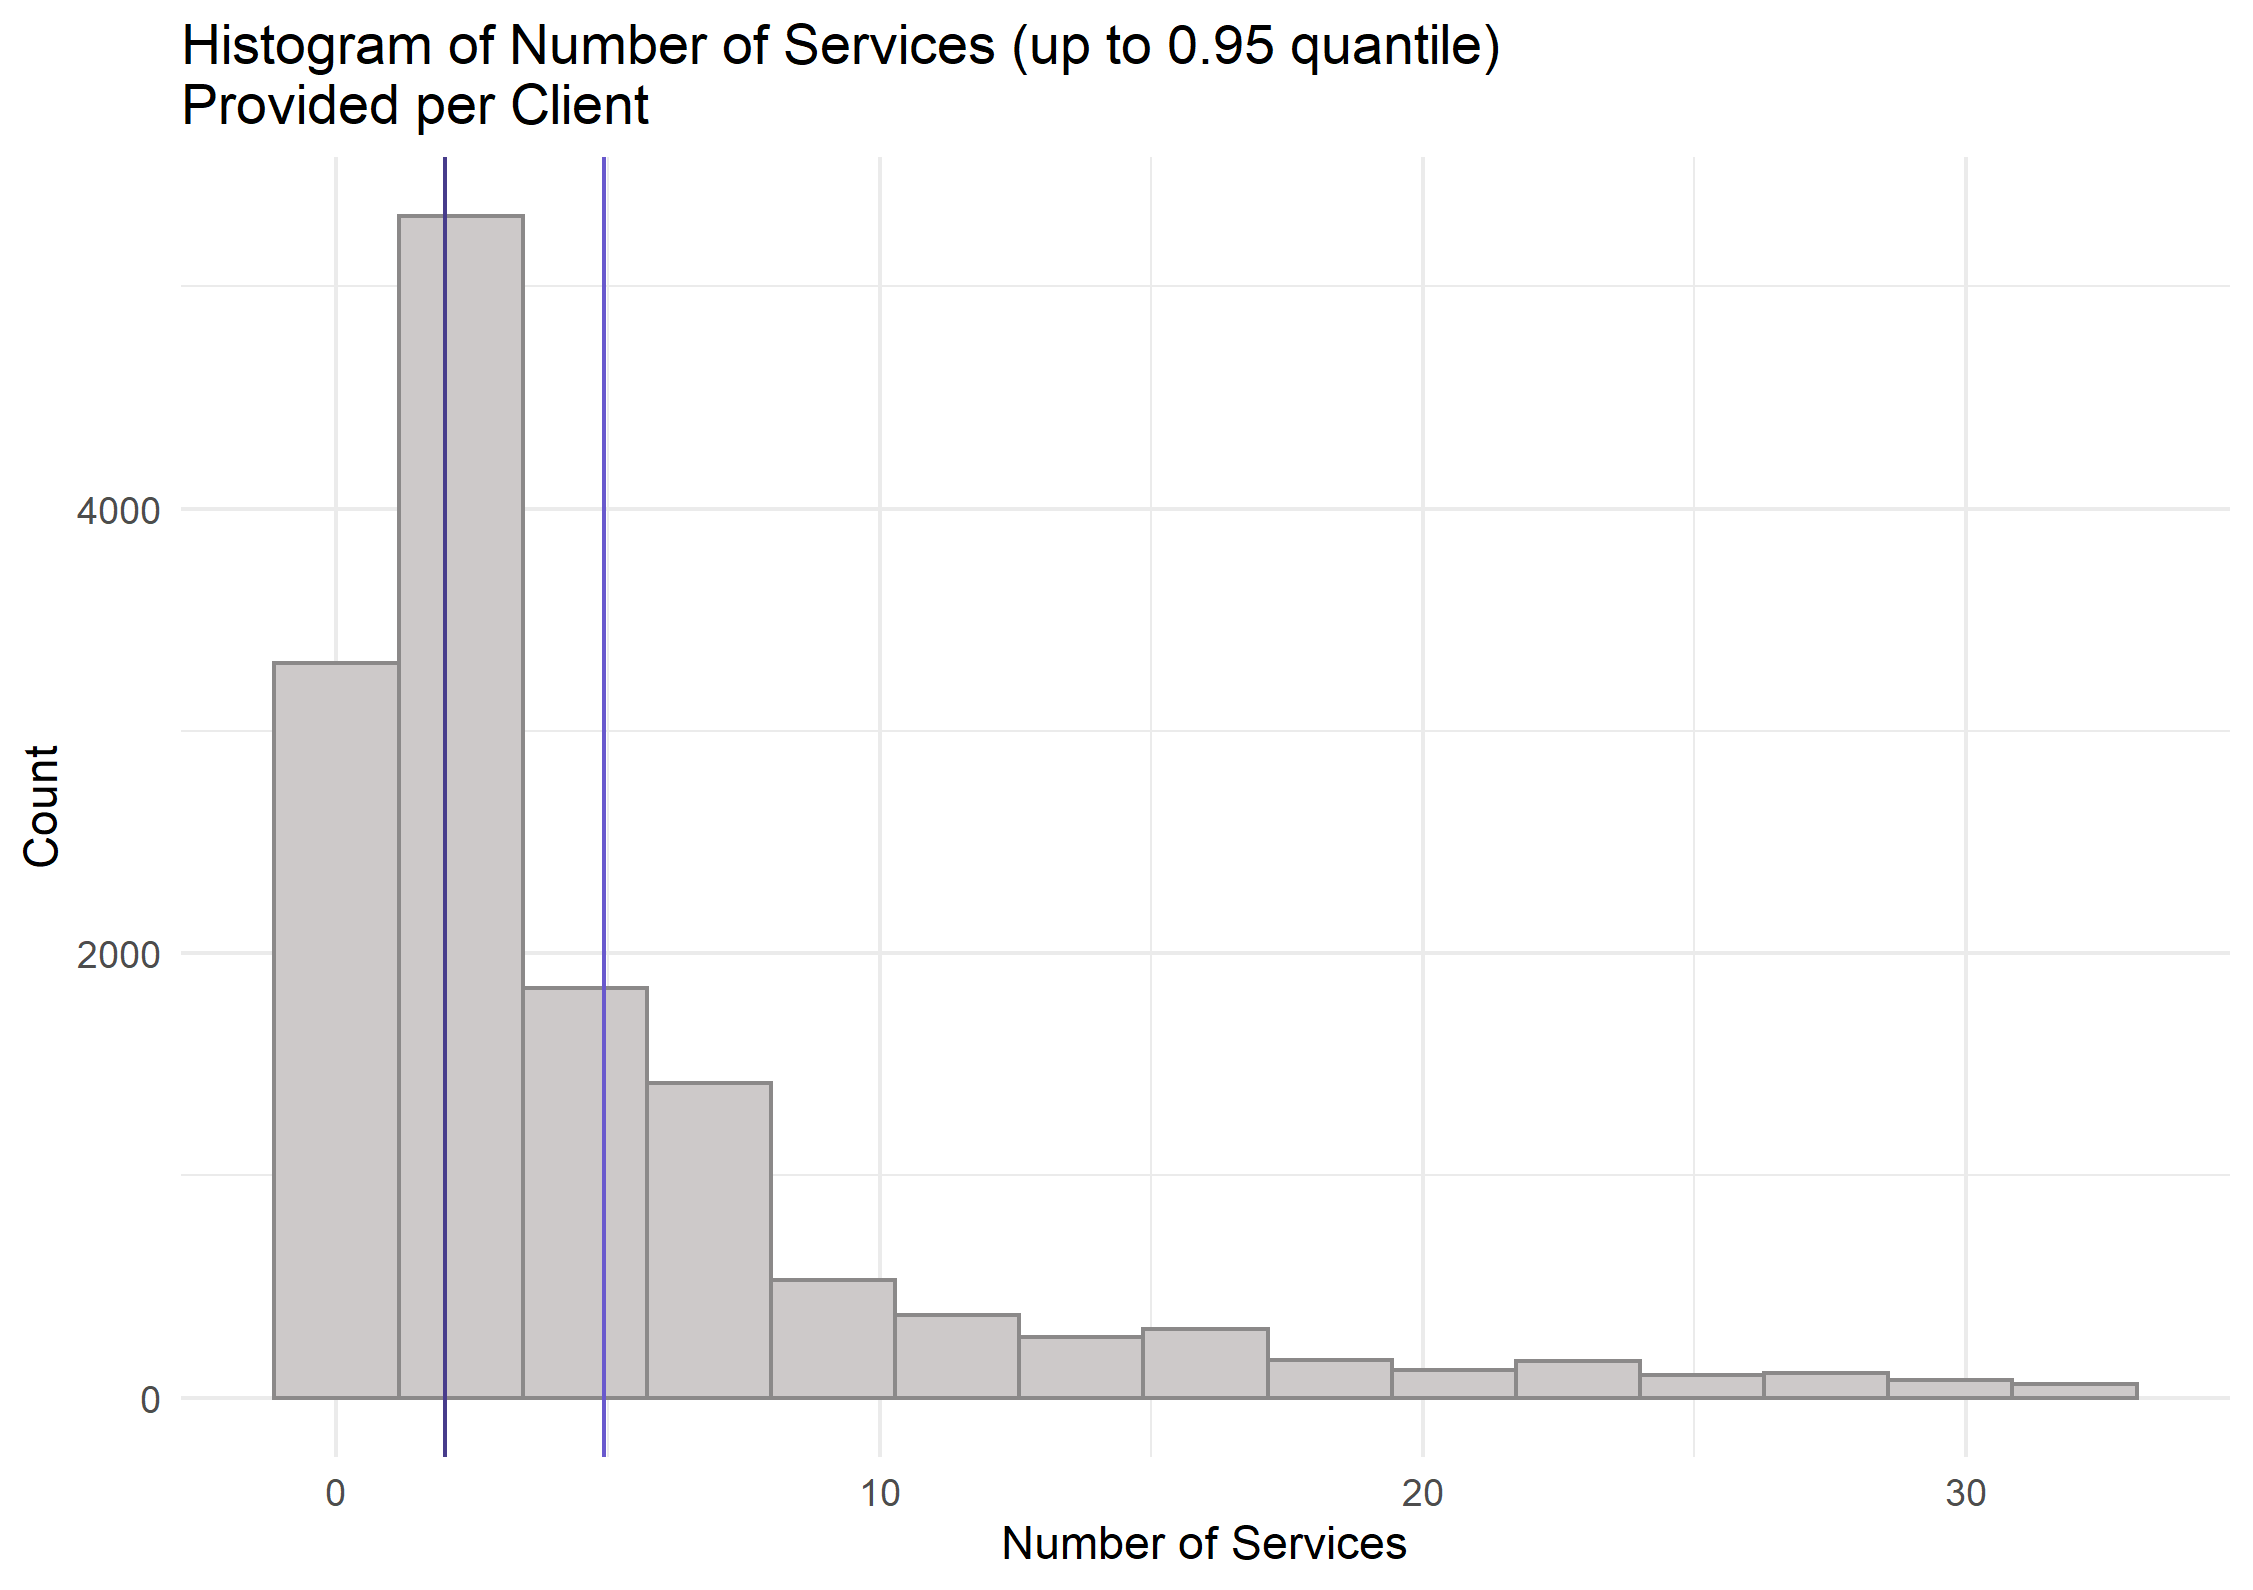 Histogram of Number of Services (up to 0.95 quantile)
Provided per Client
Count
4000
2000
0
0
10
20
30
Number of Services